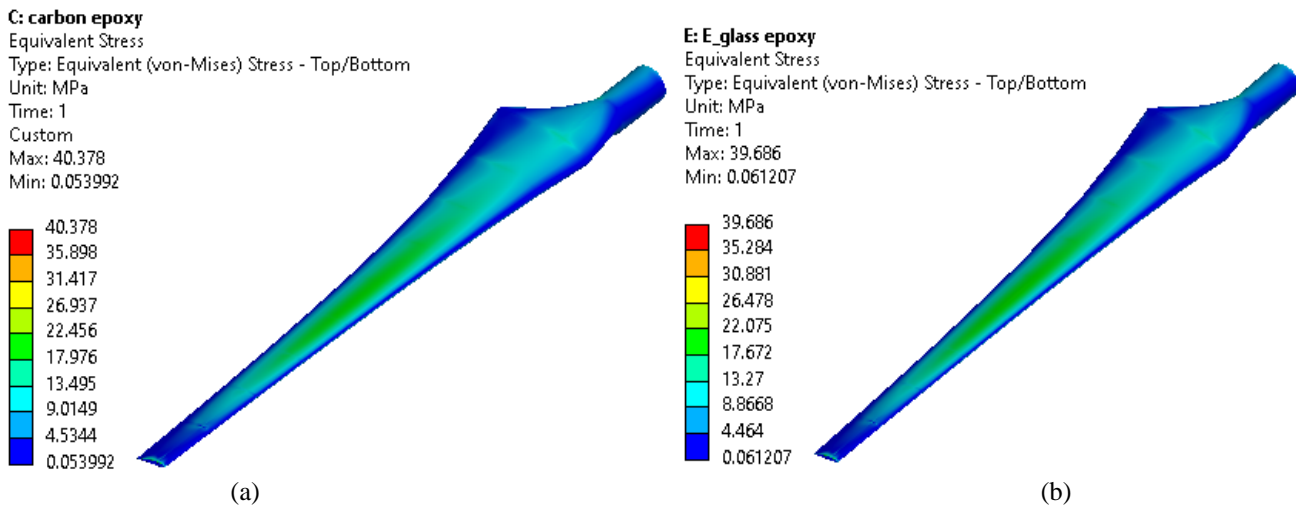 C: carbon epoxy
Equivalent Stress
Type: Equivalent (von-Mises) Stress - Top/Bottom
Unit: MPa
Time: 1
Custom
Max: 40.378
Min: 0.053992
40.378
35.898
31.417
26.937
22.456
17.976
13.495
9.0149
4.5344
0.053992
(a)
E: E_glass epoxy
Equivalent Stress
Type: Equivalent (von-Mises) Stress - Top/Bottom
Unit: MPa
Time: 1
Max: 39.686
Min: 0.061207
39.686
35.284
30.881
26.478
22.075
17.672
13.27
8.8668
4.464
0.061207
(b)